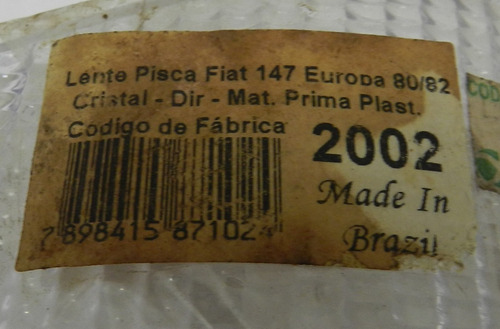 Lente Pisca Fiat 147 Europa 80/82
Cristal - Dir - Mat. Prima Plast.
Codigo de Fábrica
2002
Made In
Brazil
7 898415 87102